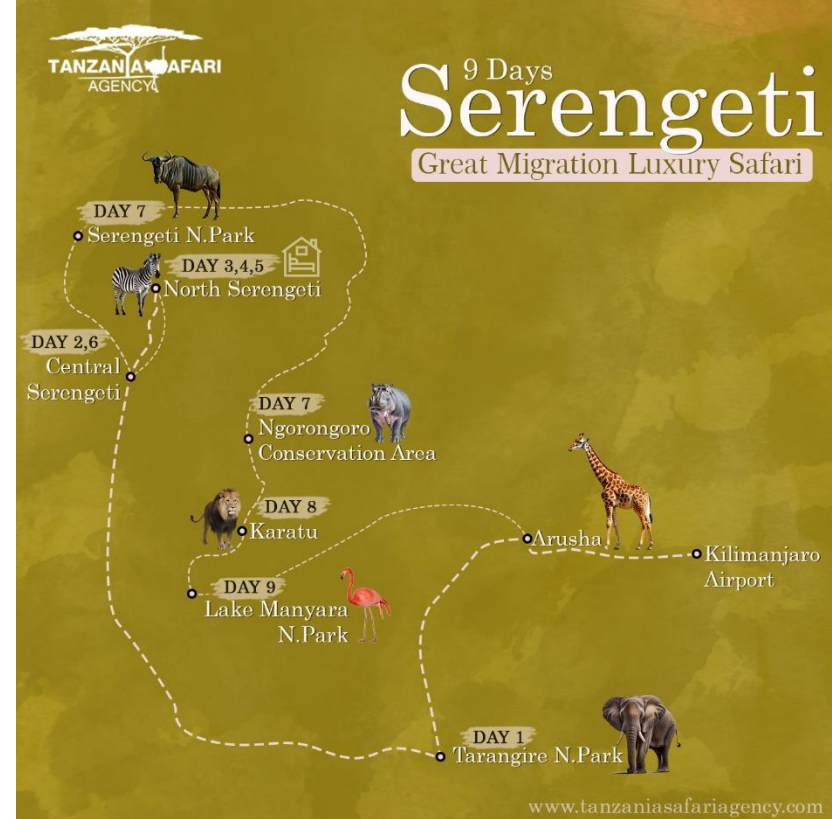 TANZANIA SAFARI
AGENCY
9 Days
Serengeti
Great Migration Luxury Safari
DAY 7
Serengeti N.Park
DAY 3,4,5
North Serengeti
DAY 2,6
Central
Serengeti
DAY 7
Ngorongoro
Conservation Area
DAY 8
Karatu
Arusha
Kilimanjaro
Airport
DAY 9
Lake Manyara
N.Park
DAY 1
Tarangire N.Park
www.tanzaniasafariagency.com